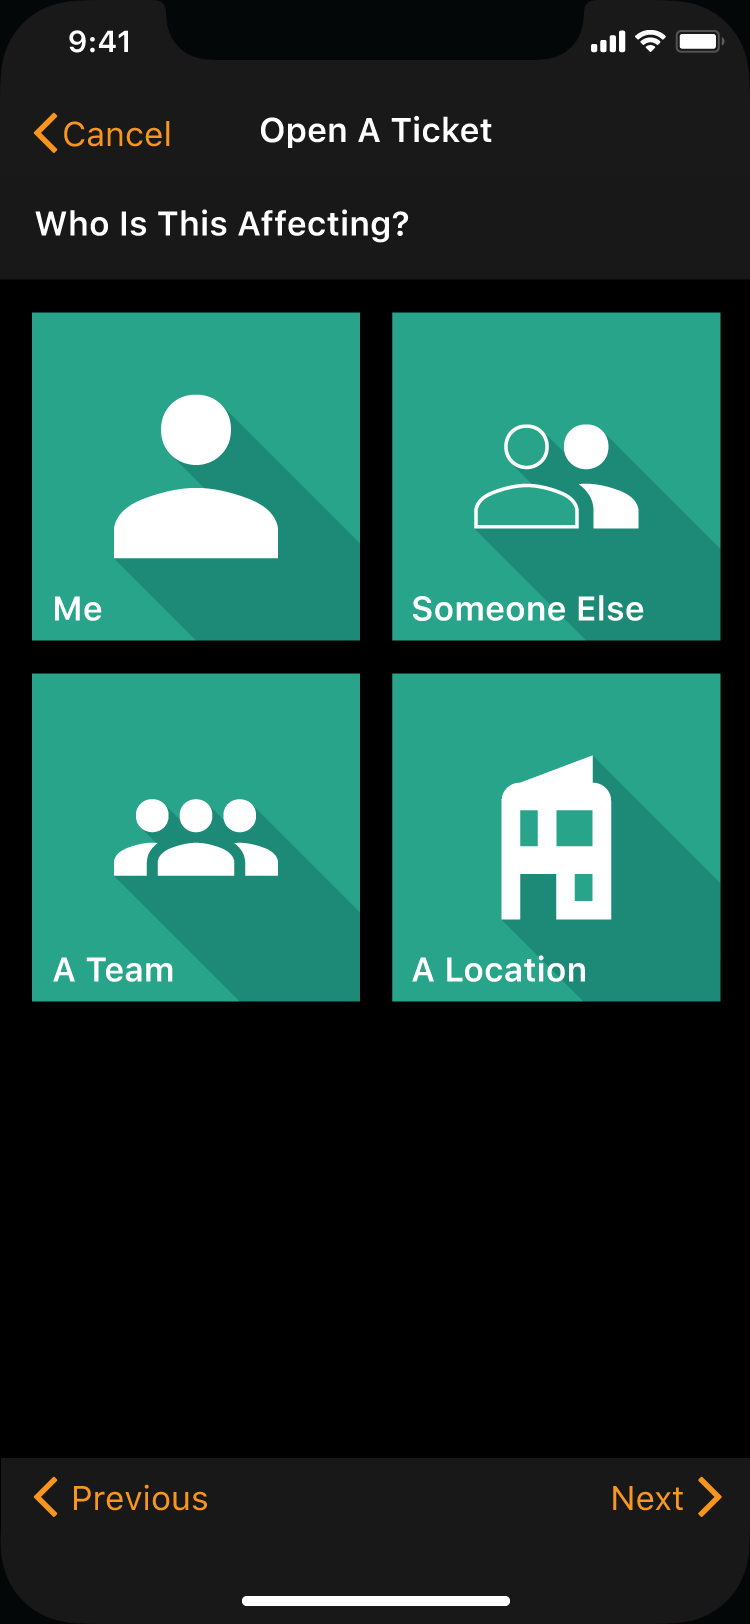 9:41
Cancel
Open A Ticket
Who Is This Affecting?
Me
Someone Else
A Team
A Location
Previous
Next